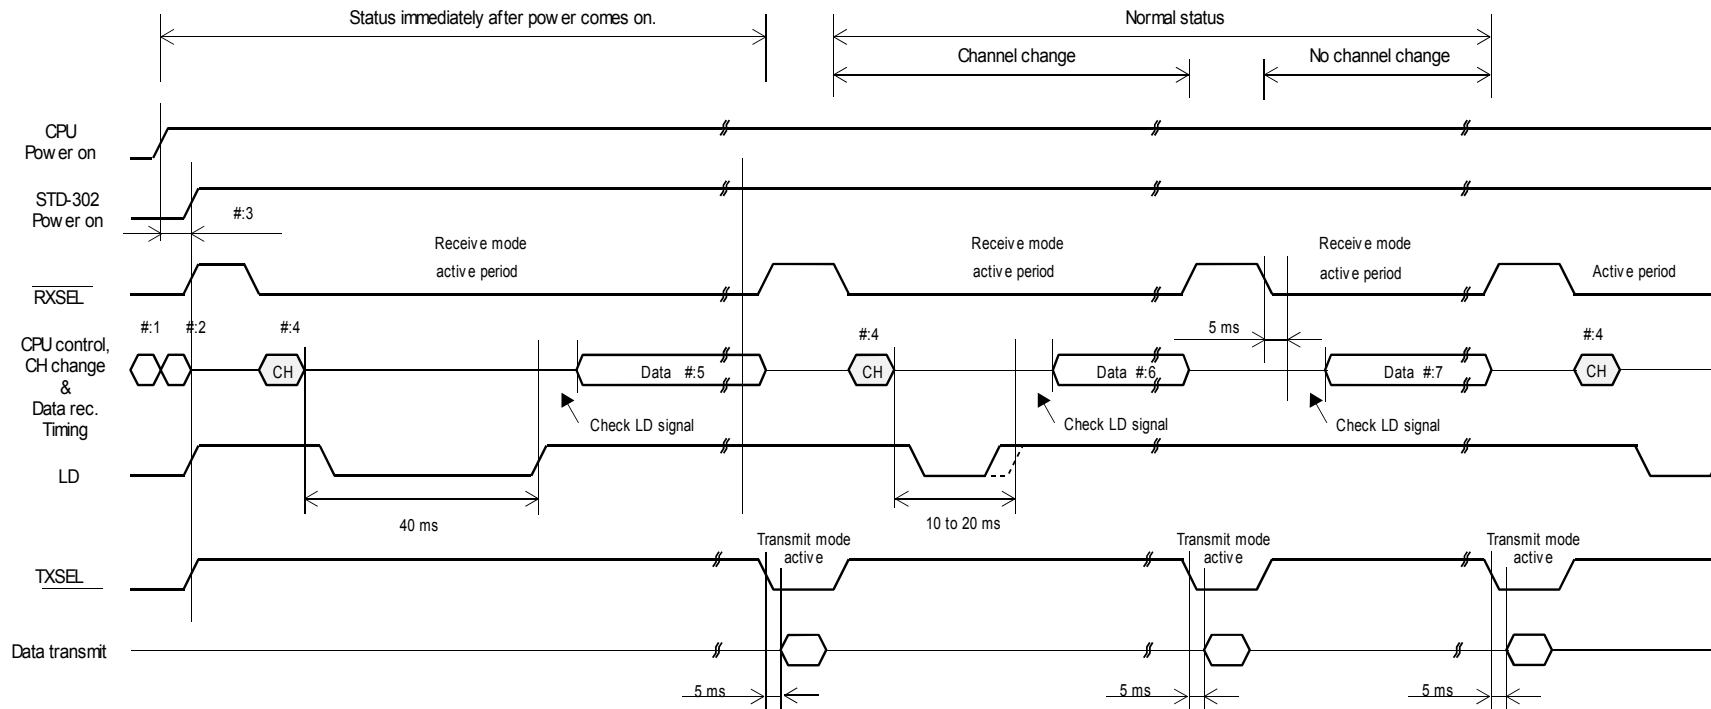 Status immediately after power comes on.
Normal status
Channel change
No channel change
CPU
Power on
STD-302
Power on
#:3
Receive mode
active period
Receive mode
active period
Receive mode
active period
Active period
RXSEL
#:1
#:2
#:4
#:4
5 ms
#:4
CPU control,
CH change
&
Data rec.
Timing
CH
Data #:5
CH
Data #:6
Data #:7
CH
Check LD signal
Check LD signal
Check LD signal
LD
40 ms
10 to 20 ms
Transmit mode
active
Transmit mode
active
Transmit mode
active
TXSEL
Data transmit
5 ms
5 ms
5 ms